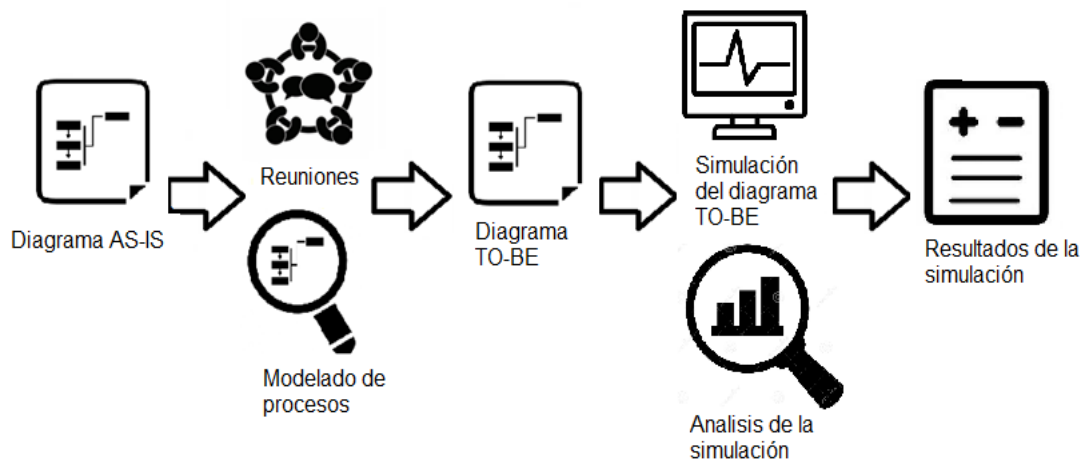 Diagrama AS-IS
Reuniones
Modelado de
procesos
Diagrama
TO-BE
Simulación
del diagrama
TO-BE
Analisis de la
simulación
Resultados de la
simulación